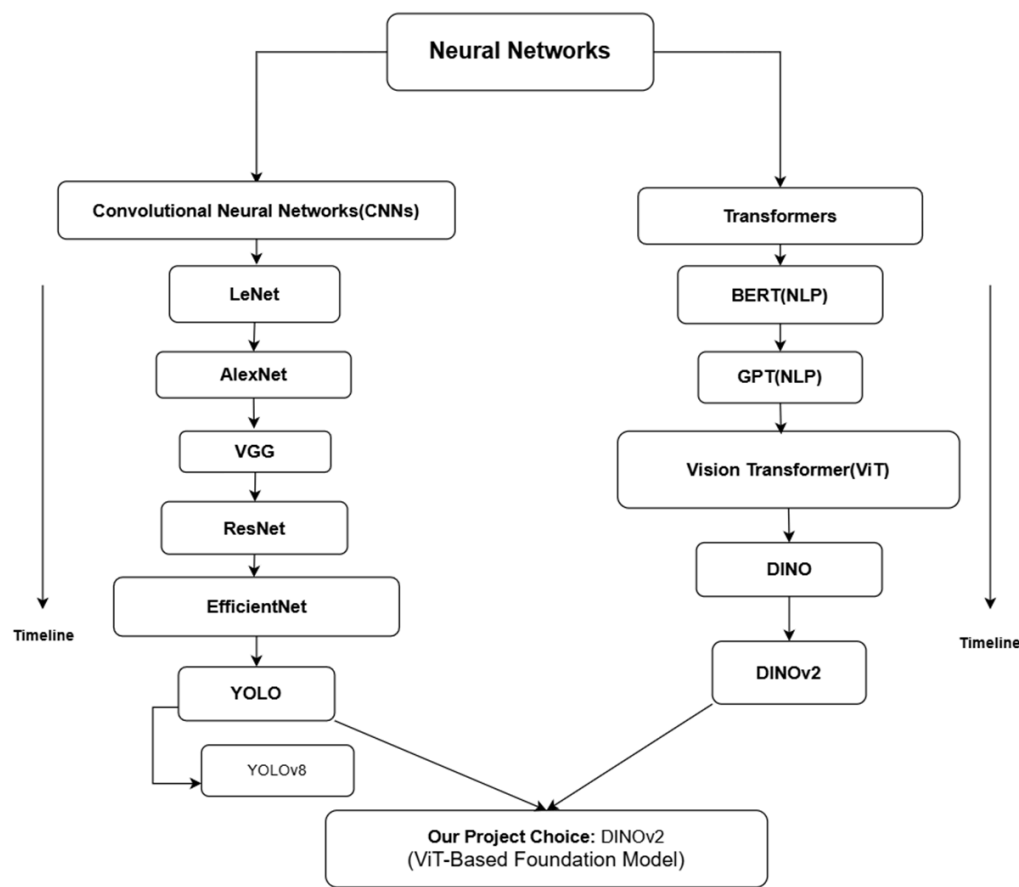 Neural Networks
Convolutional Neural Networks(CNNs)
LeNet
AlexNet
VGG
ResNet
EfficientNet
YOLO
YOLOv8
Timeline
Transformers
BERT(NLP)
GPT(NLP)
Vision Transformer(ViT)
DINO
DINOv2
Timeline
Our Project Choice: DINOv2
(ViT-Based Foundation Model)